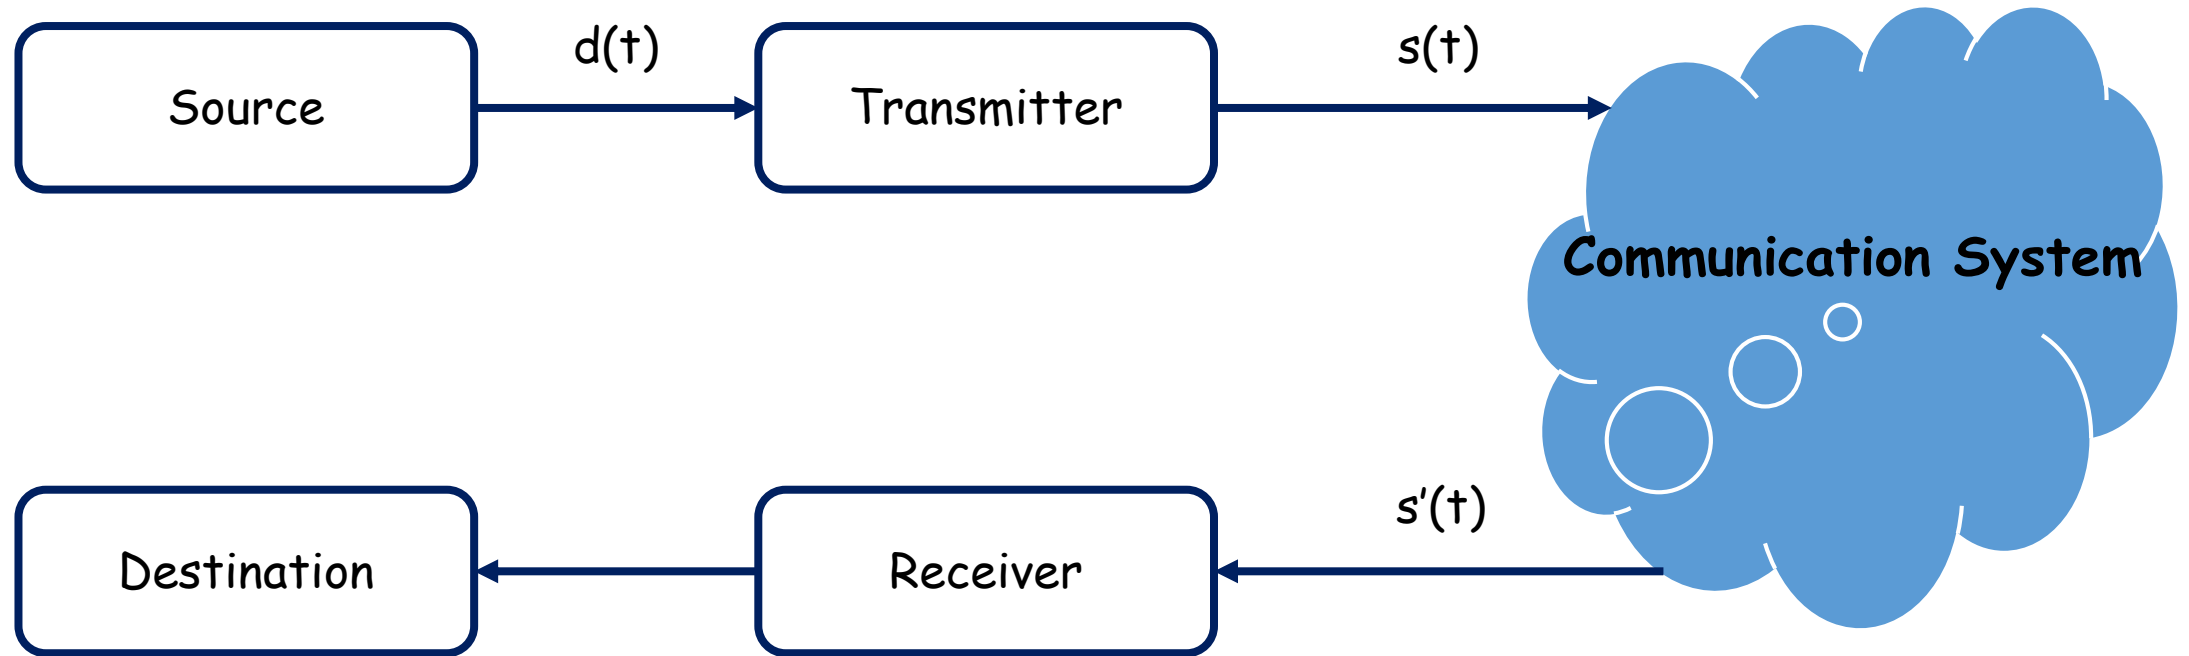 Source
d(t)
Transmitter
s(t)
Communication System
Destination
Receiver
s’(t)